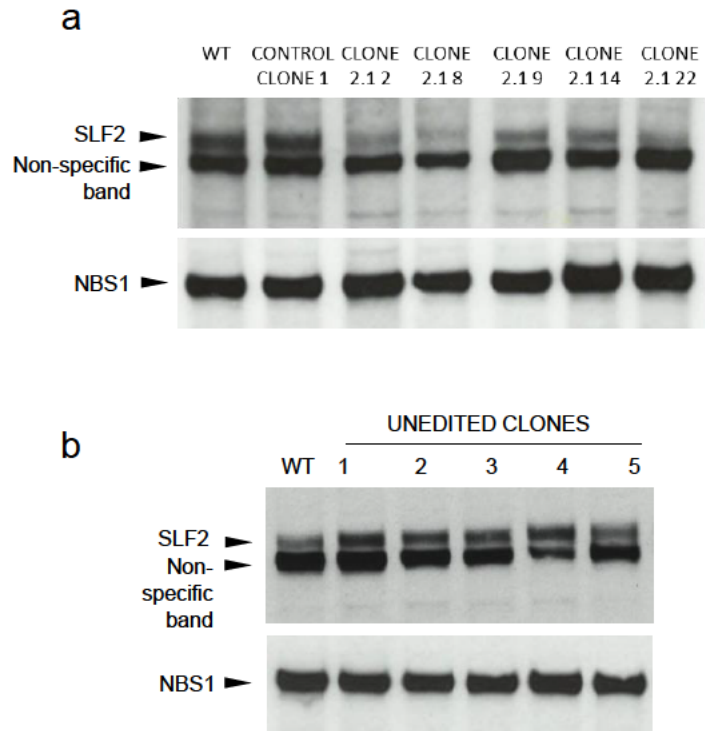 a
WT CONTROL CLONE 1 CLONE 2.1 2 CLONE 2.1 8 CLONE 2.1 9 CLONE 2.1 14 CLONE 2.1 22
SLF2
Non-specific
band
NBS1
UNEDITED CLONES
b
WT 1 2 3 4 5
SLF2
Non-
specific
band
NBS1